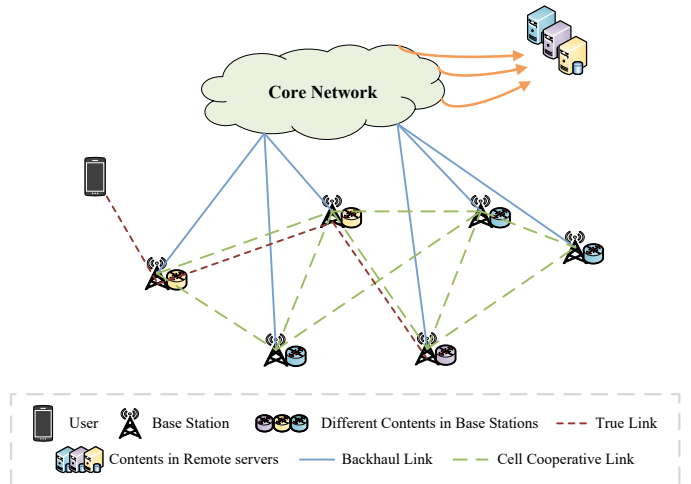 Core Network
User
Base Station
Different Contents in Base Stations
True Link
Contents in Remote servers
Backhaul Link
Cell Cooperative Link